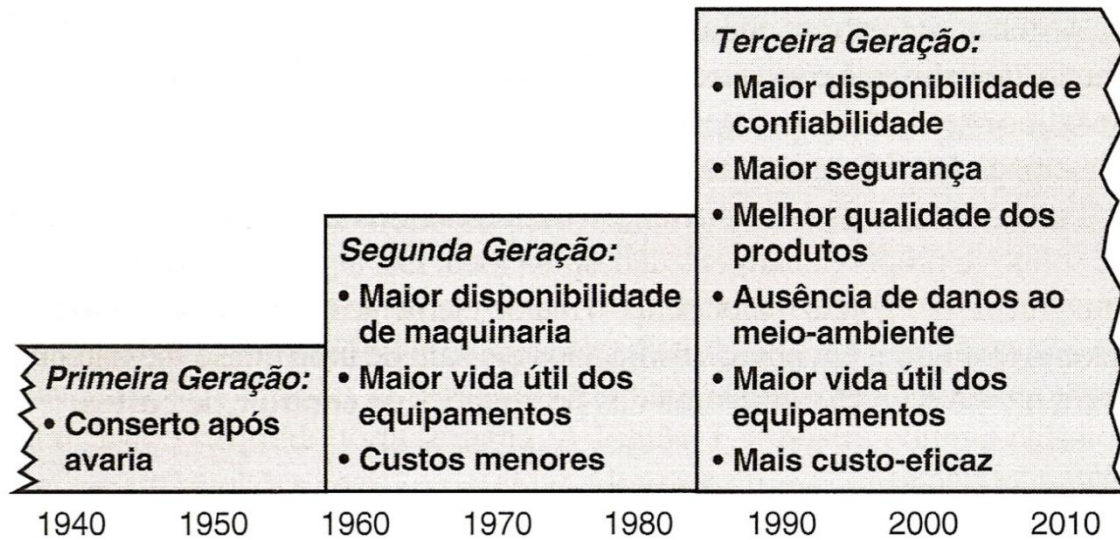 Primeira Geração:
• Conserto após
avaria
Segunda Geração:
• Maior disponibilidade
de maquinaria
• Maior vida útil dos
equipamentos
• Custos menores
Terceira Geração:
• Maior disponibilidade e
confiabilidade
• Maior segurança
• Melhor qualidade dos
produtos
• Ausência de danos ao
meio-ambiente
• Maior vida útil dos
equipamentos
• Mais custo-eficaz
1940 1950 1960 1970 1980 1990 2000 2010